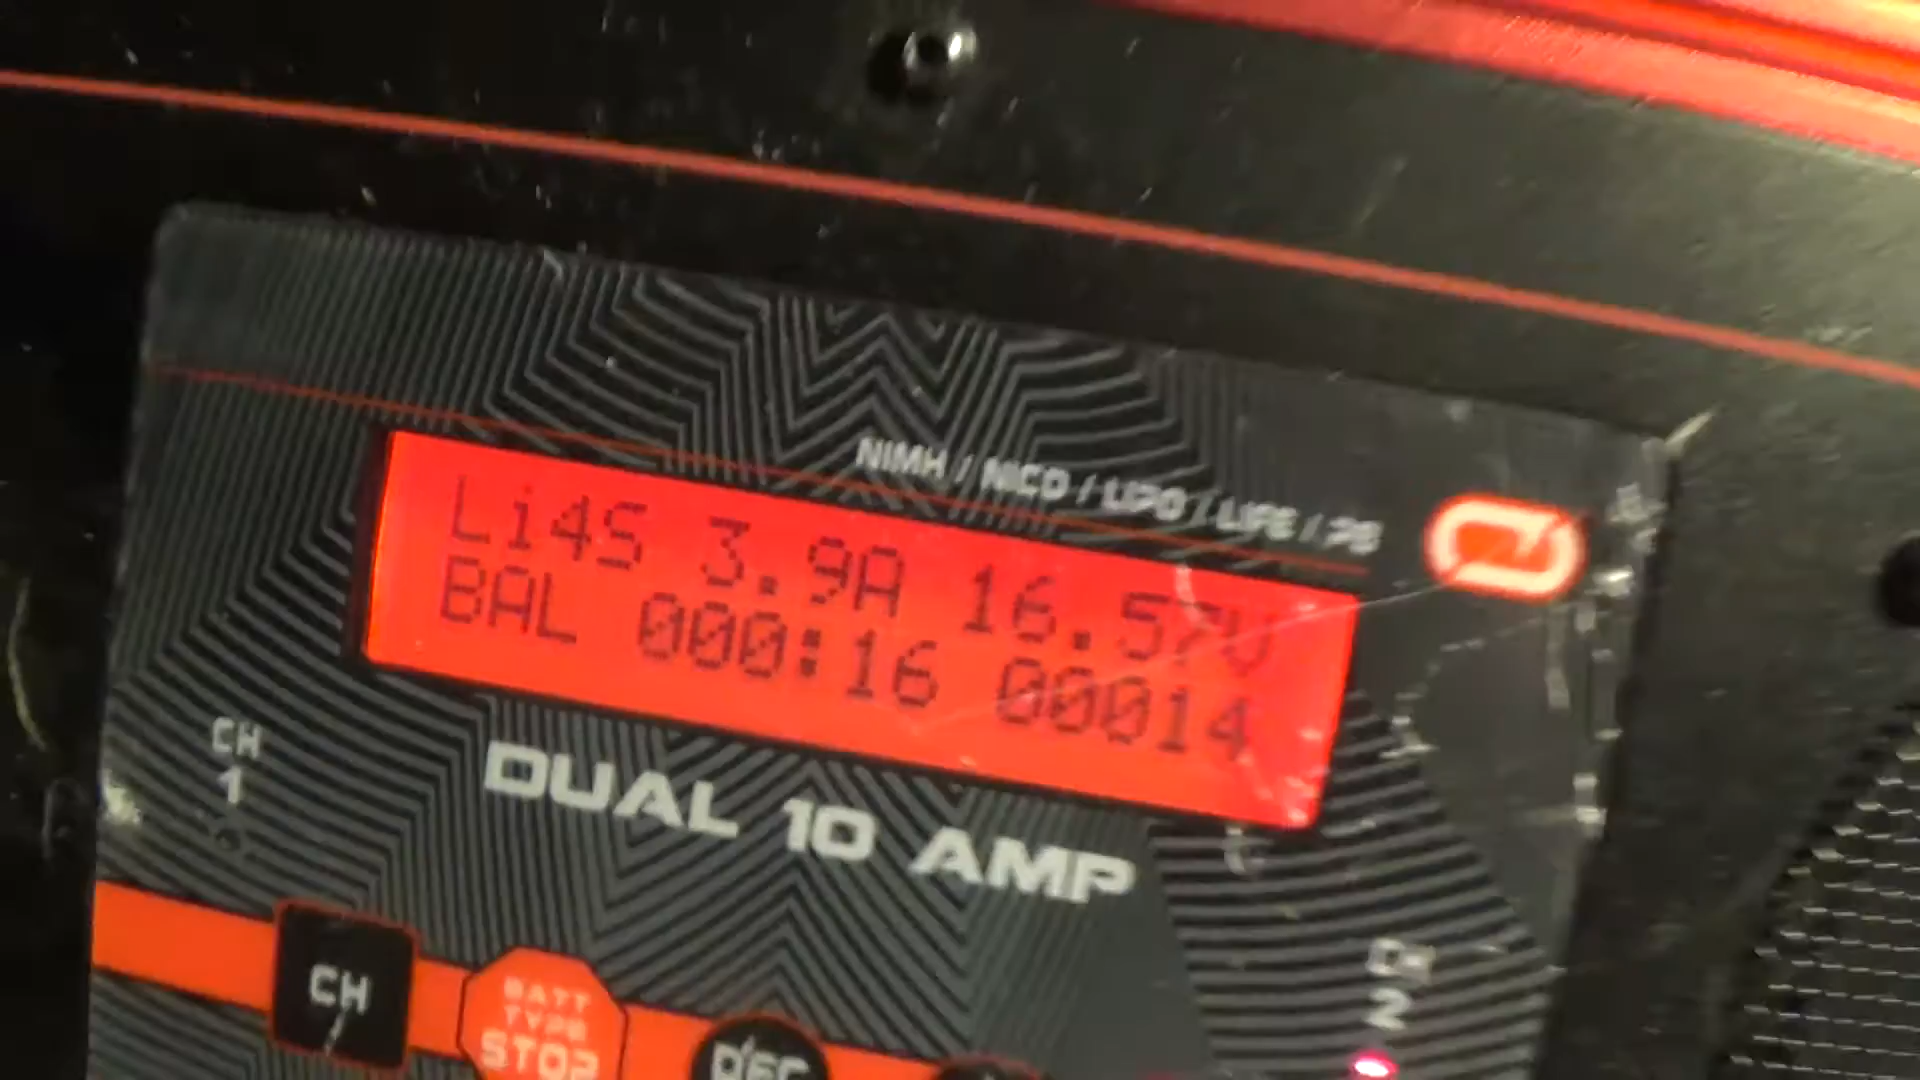 NIMH / NICD / LIPO / LIFE / PB
Li4S 3.9A 16.57V
BAL 000:16 00014
CH
1
DUAL 10 AMP
CH
BATT
TYPE
STOP
DEC
CH
2